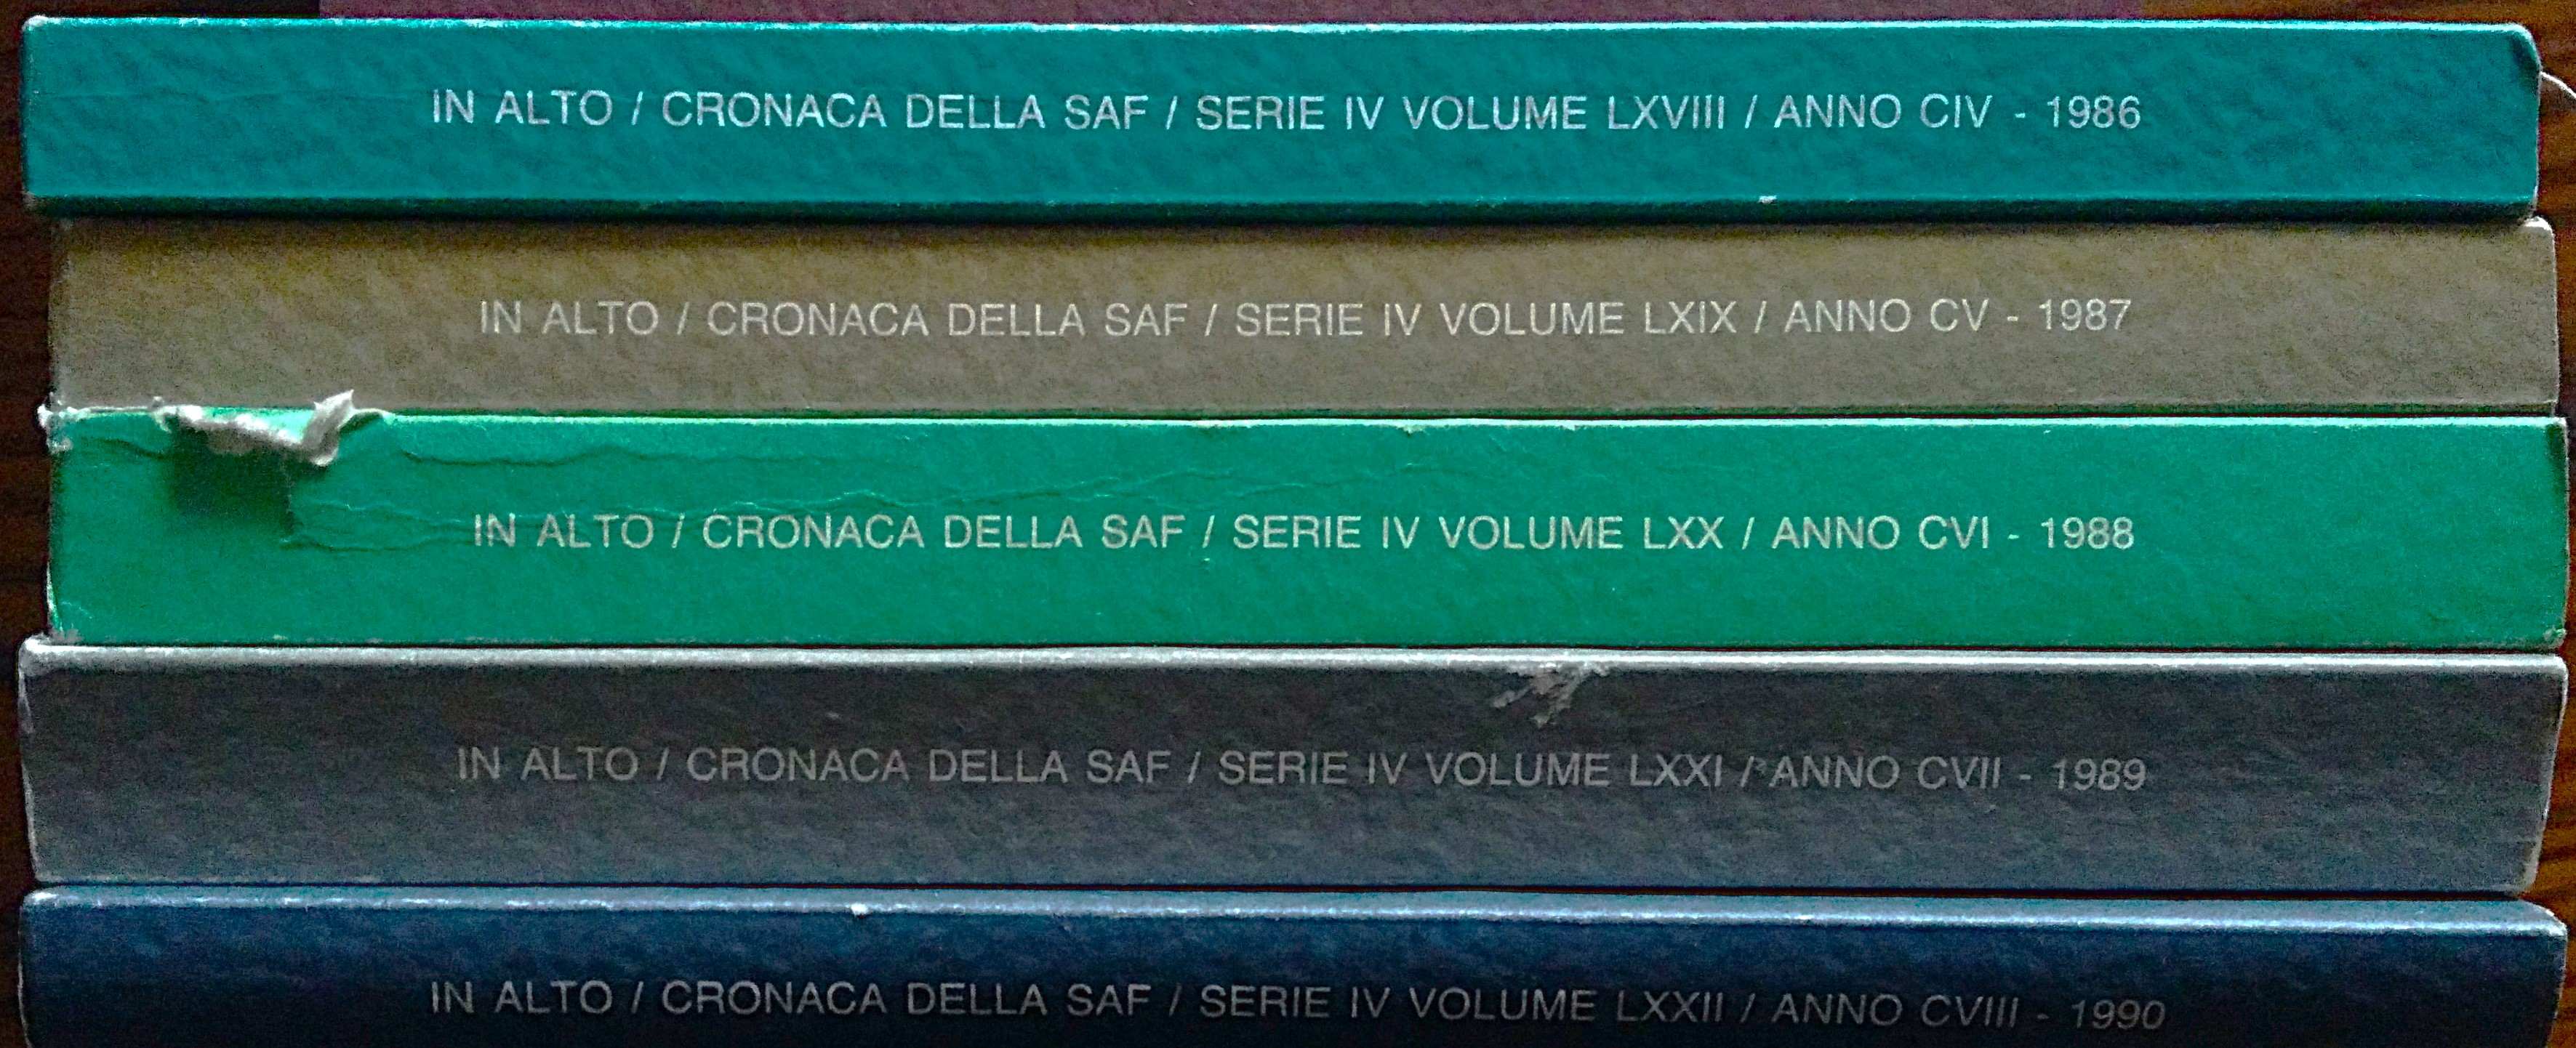 IN ALTO / CRONACA DELLA SAF / SERIE IV VOLUME LXVIII / ANNO CIV - 1986
IN ALTO / CRONACA DELLA SAF / SERIE IV VOLUME LXIX / ANNO CV - 1987
IN ALTO / CRONACA DELLA SAF / SERIE IV VOLUME LXX / ANNO CVI - 1988
IN ALTO / CRONACA DELLA SAF / SERIE IV VOLUME LXXI / ANNO CVII - 1989
IN ALTO / CRONACA DELLA SAF / SERIE IV VOLUME LXXII / ANNO CVIII - 1990